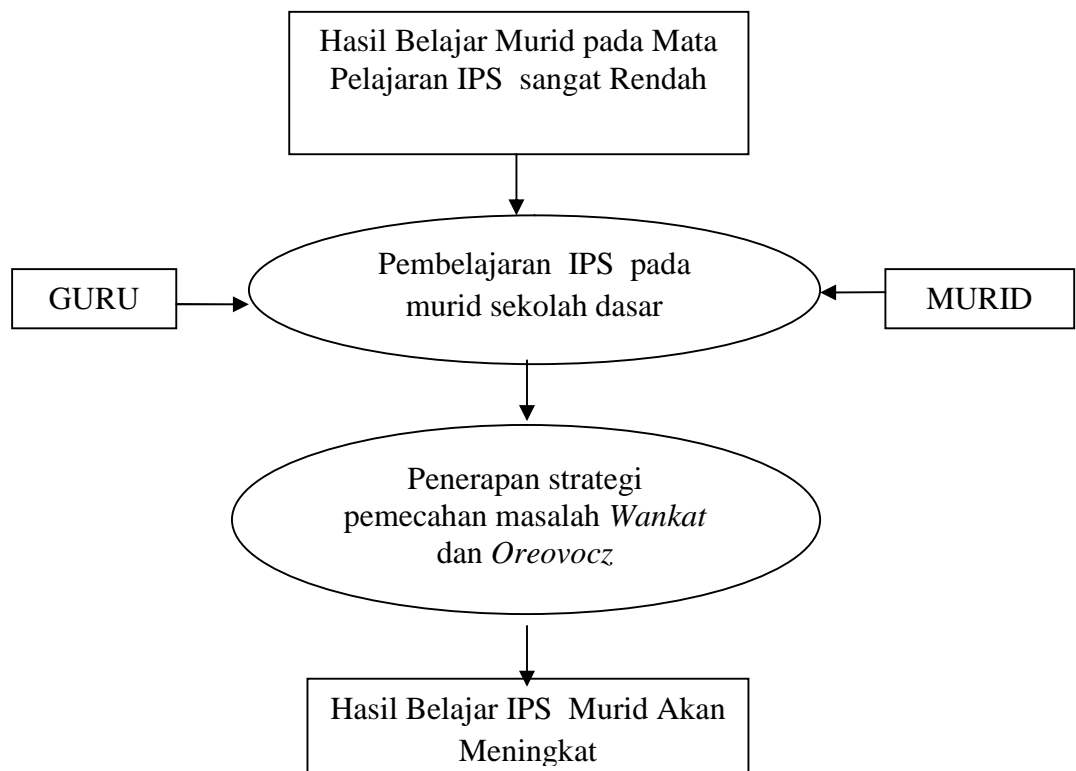 Hasil Belajar Murid pada Mata
Pelajaran IPS sangat Rendah
Pembelajaran IPS pada
murid sekolah dasar
GURU
MURID
Penerapan strategi
pemecahan masalah Wankat
dan Oreovocz
Hasil Belajar IPS Murid Akan
Meningkat